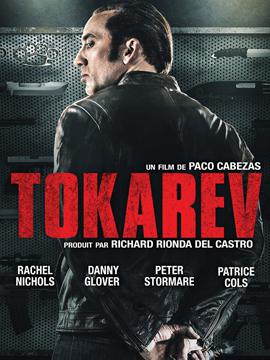 UN FILM DE PACO CABEZAS
TOKAREV
PRODUIT PAR RICHARD RIONDA DEL CASTRO
RACHEL NICHOLS
DANNY GLOVER
PETER STORMARE
PATRICE COLS